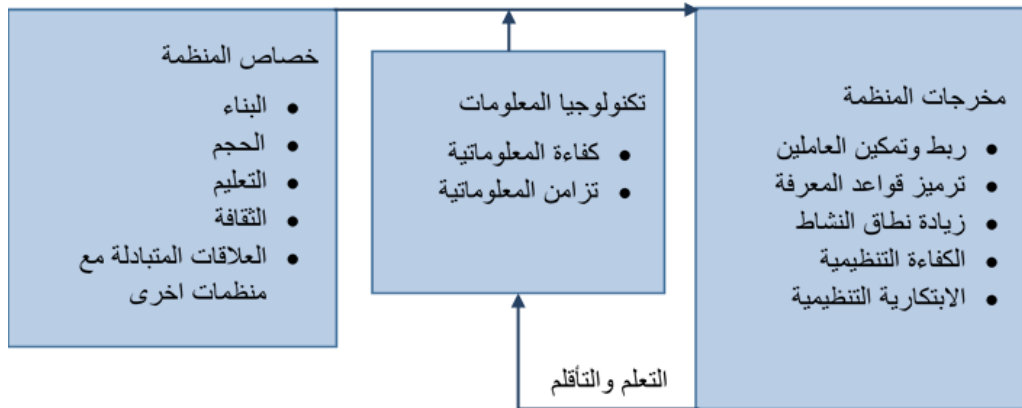 خصاص المنظمة
البناء
الحجم
التعليم
الثقافة
العلاقات المتبادلة مع
منظمات اخرى
تكنولوجيا المعلومات
كفاءة المعلوماتية
تزامن المعلوماتية
مخرجات المنظمة
ربط وتمكين العاملين
ترميز قواعد المعرفة
زيادة نطاق النشاط
الكفاءة التنظيمية
الابتكارية التنظيمية
التعلم والتأقلم